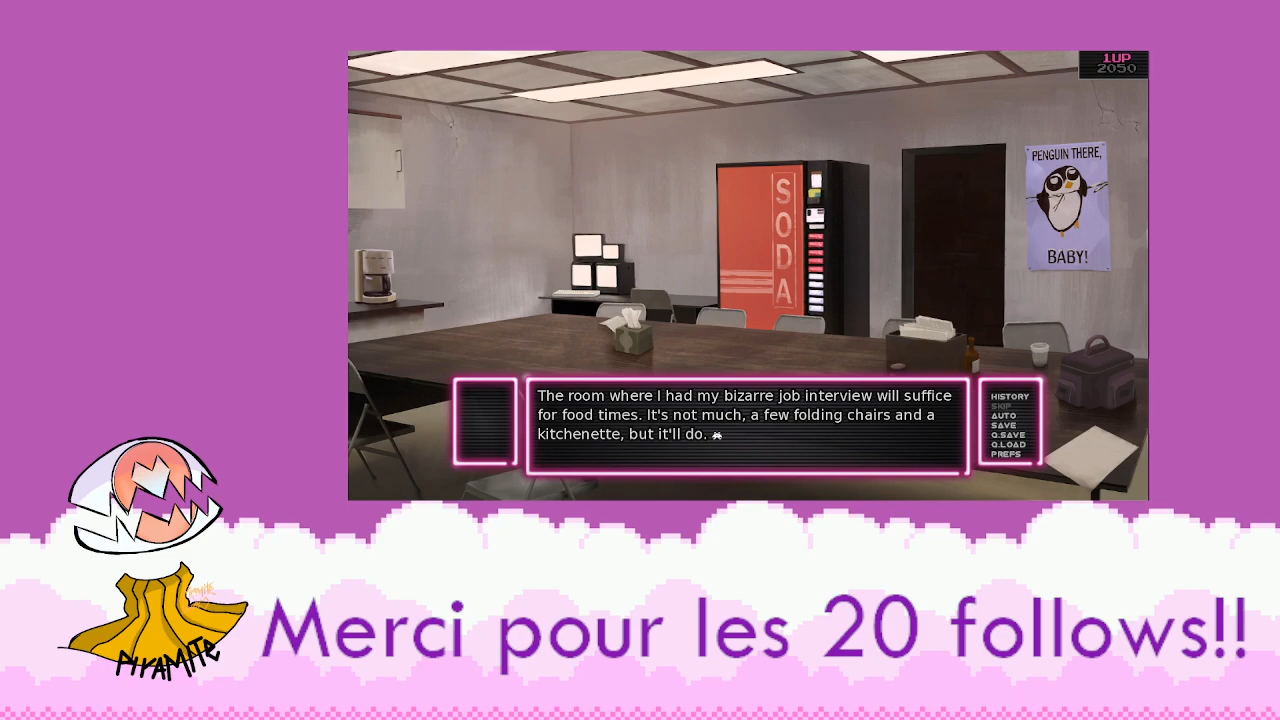 1UP
2050
PENGUIN THERE,
BABY!
SODA
The room where I had my bizarre job interview will suffice
for food times. It's not much, a few folding chairs and a
kitchenette, but it'll do.
HISTORY
SKIP
AUTO
SAVE
Q.SAVE
Q.LOAD
PREFS
Merci pour les 20 follows!!
PYRAMITE